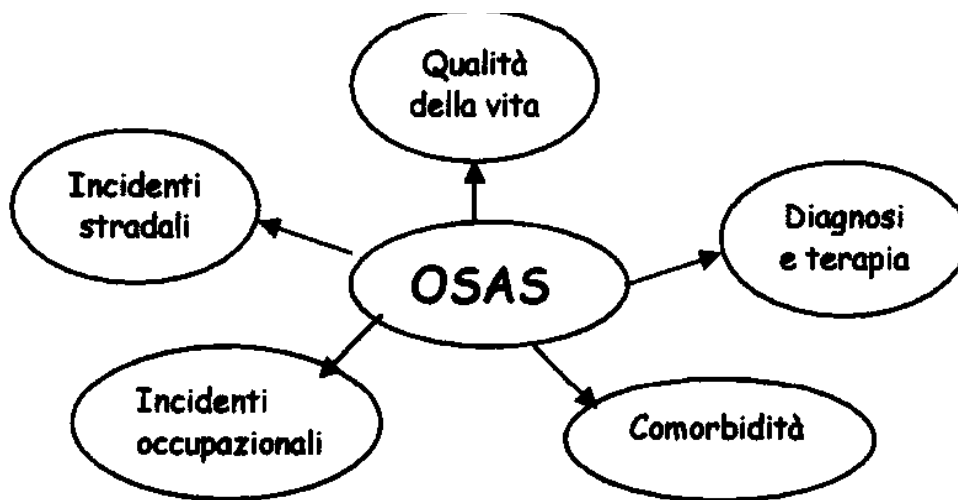 Qualità
della vita
Incidenti
stradali
Diagnosi
e terapia
OSAS
Incidenti
occupazionali
Comorbidità